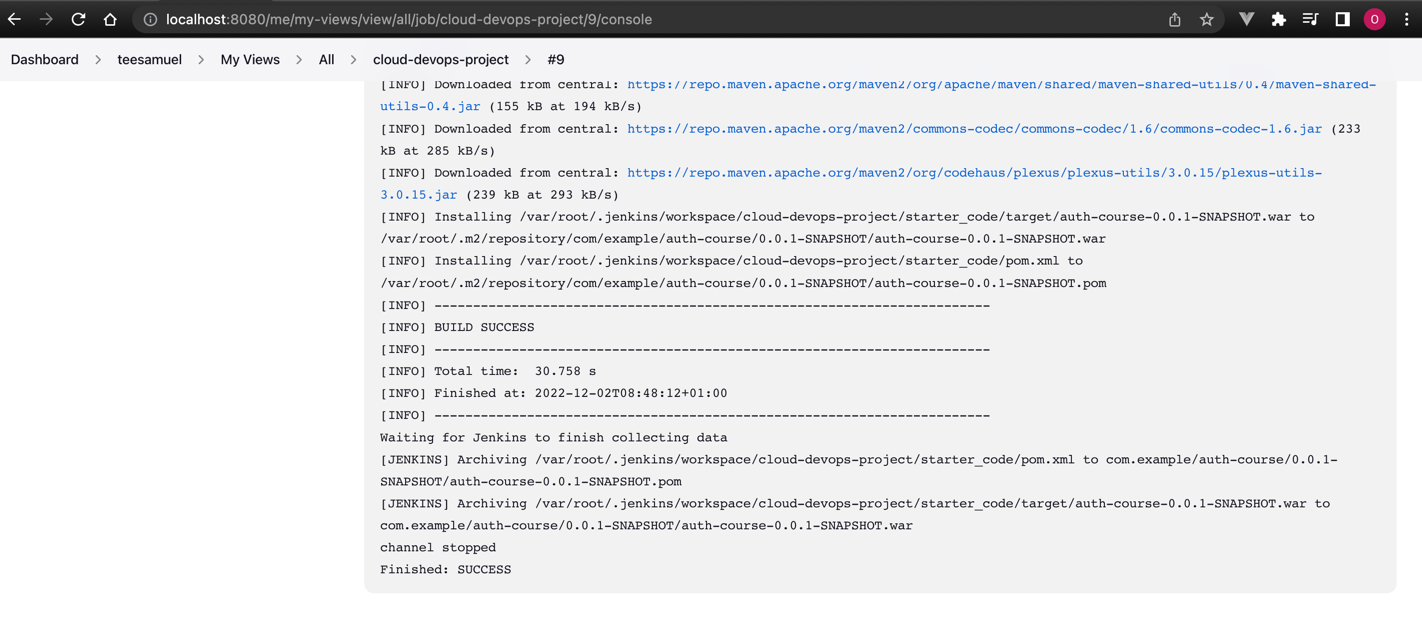 localhost:8080/me/my-views/view/all/job/cloud-devops-project/9/console
O
Dashboard > teesamuel > My Views > All > cloud-devops-project > #9
[INFO] Downloaded from central: https://repo.maven.apache.org/maven2/org/apache/maven/shared/maven-shared-utils/0.4/maven-shared-
utils-0.4.jar (155 kB at 194 kB/s)
[INFO] Downloaded from central: https://repo.maven.apache.org/maven2/commons-codec/commons-codec/1.6/commons-codec-1.6.jar (233
kB at 285 kB/s)
[INFO] Downloaded from central: https://repo.maven.apache.org/maven2/org/codehaus/plexus/plexus-utils/3.0.15/plexus-utils-
3.0.15.jar (239 kB at 293 kB/s)
[INFO] Installing /var/root/.jenkins/workspace/cloud-devops-project/starter_code/target/auth-course-0.0.1-SNAPSHOT.war to
/var/root/.m2/repository/com/example/auth-course/0.0.1-SNAPSHOT/auth-course-0.0.1-SNAPSHOT.war
[INFO] Installing /var/root/.jenkins/workspace/cloud-devops-project/starter_code/pom.xml to
/var/root/.m2/repository/com/example/auth-course/0.0.1-SNAPSHOT/auth-course-0.0.1-SNAPSHOT.pom
[INFO] ------------------------------------------------------------------------
[INFO] BUILD SUCCESS
[INFO] ------------------------------------------------------------------------
[INFO] Total time:  30.758 s
[INFO] Finished at: 2022-12-02T08:48:12+01:00
[INFO] ------------------------------------------------------------------------
Waiting for Jenkins to finish collecting data
[JENKINS] Archiving /var/root/.jenkins/workspace/cloud-devops-project/starter_code/pom.xml to com.example/auth-course/0.0.1-
SNAPSHOT/auth-course-0.0.1-SNAPSHOT.pom
[JENKINS] Archiving /var/root/.jenkins/workspace/cloud-devops-project/starter_code/target/auth-course-0.0.1-SNAPSHOT.war to
com.example/auth-course/0.0.1-SNAPSHOT/auth-course-0.0.1-SNAPSHOT.war
channel stopped
Finished: SUCCESS